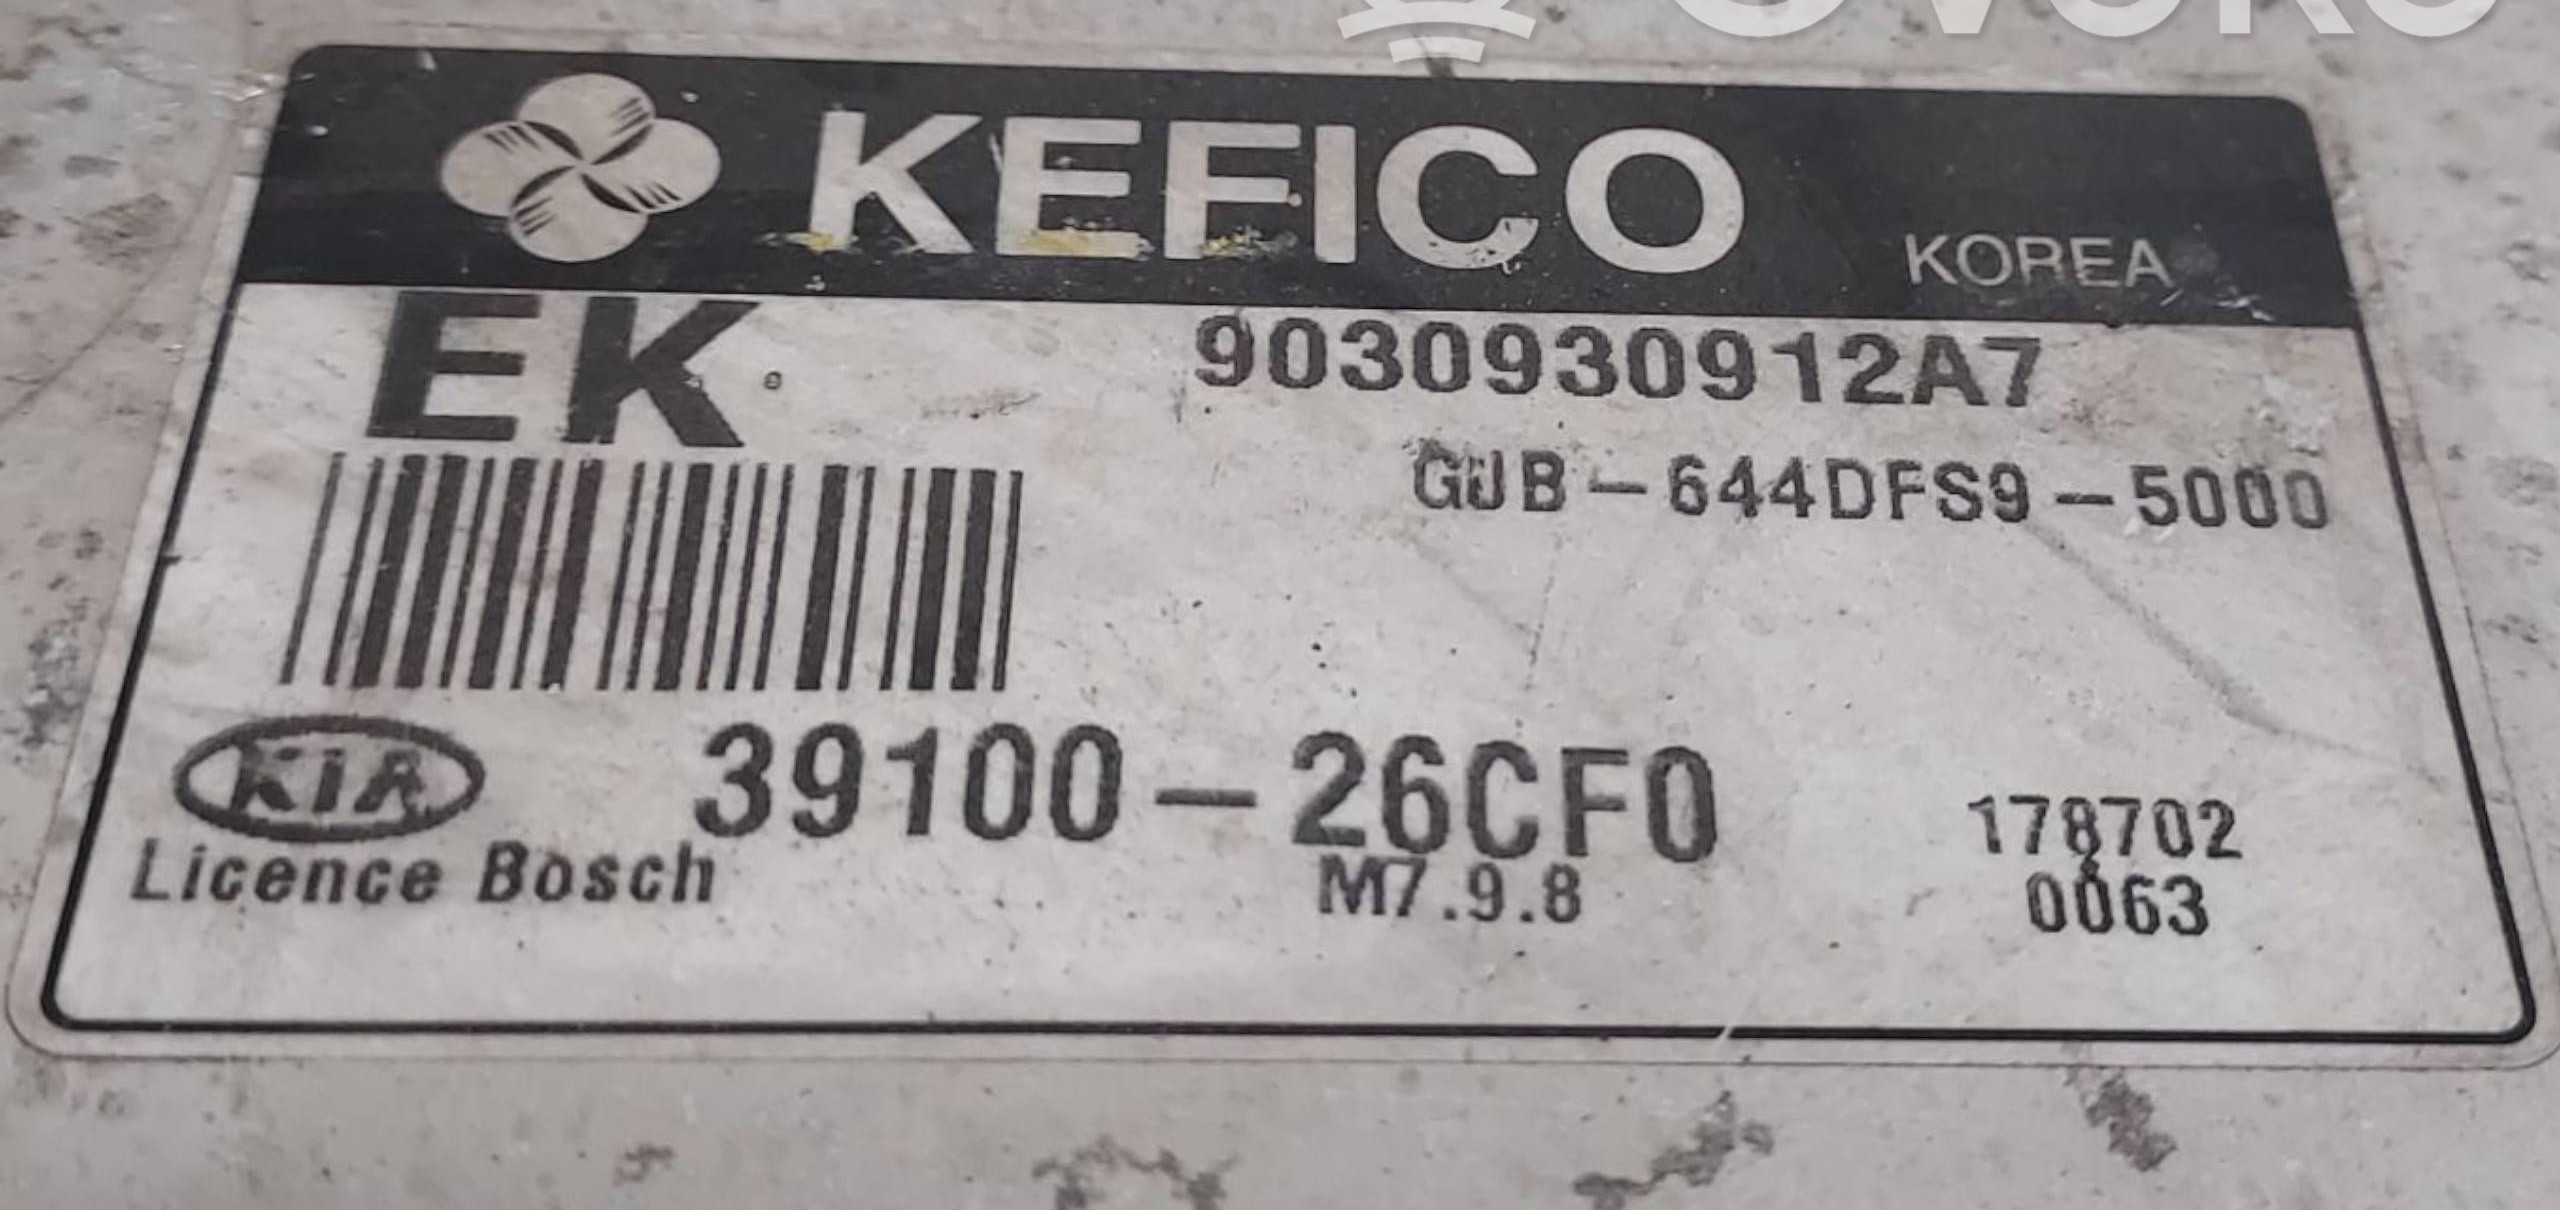 KEFICO KOREA
EK 9030930912A7
GJB-644DFS9-5000
KIA 39100-26CF0 178702
Licence Bosch M7.9.8 0063